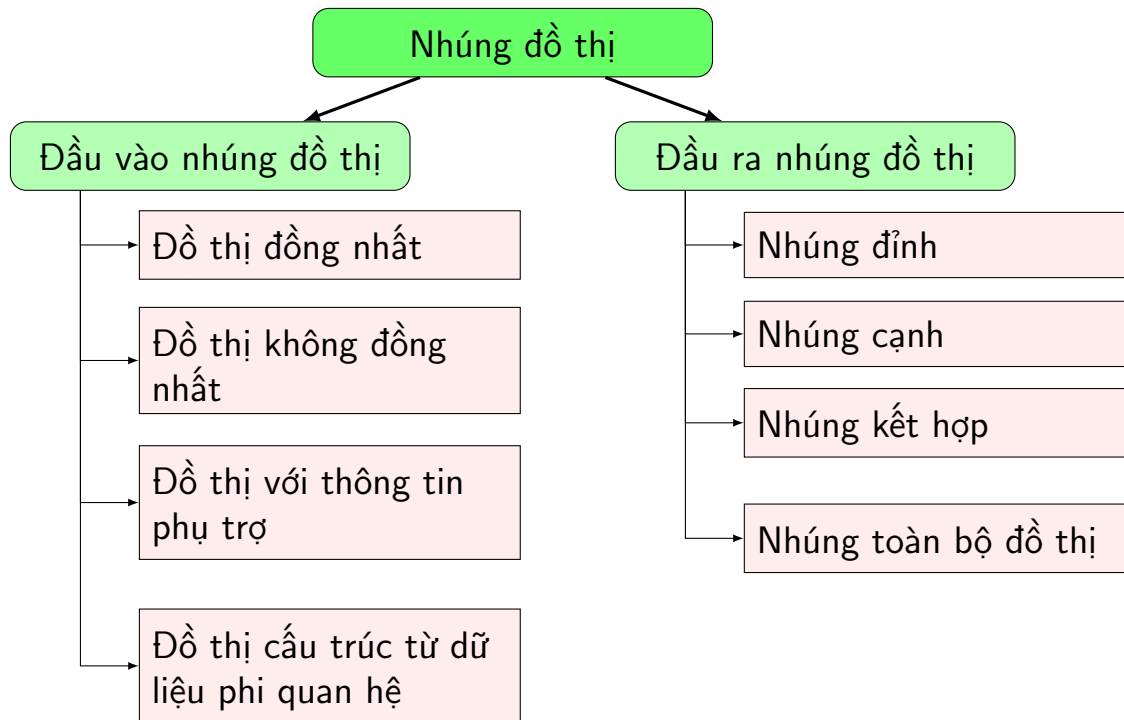 Nhúng đồ thị
Đầu vào nhúng đồ thị
Đồ thị đồng nhất
Đồ thị không đồng
nhất
Đồ thị với thông tin
phụ trợ
Đồ thị cấu trúc từ dữ
liệu phi quan hệ
Đầu ra nhúng đồ thị
Nhúng đỉnh
Nhúng cạnh
Nhúng kết hợp
Nhúng toàn bộ đồ thị